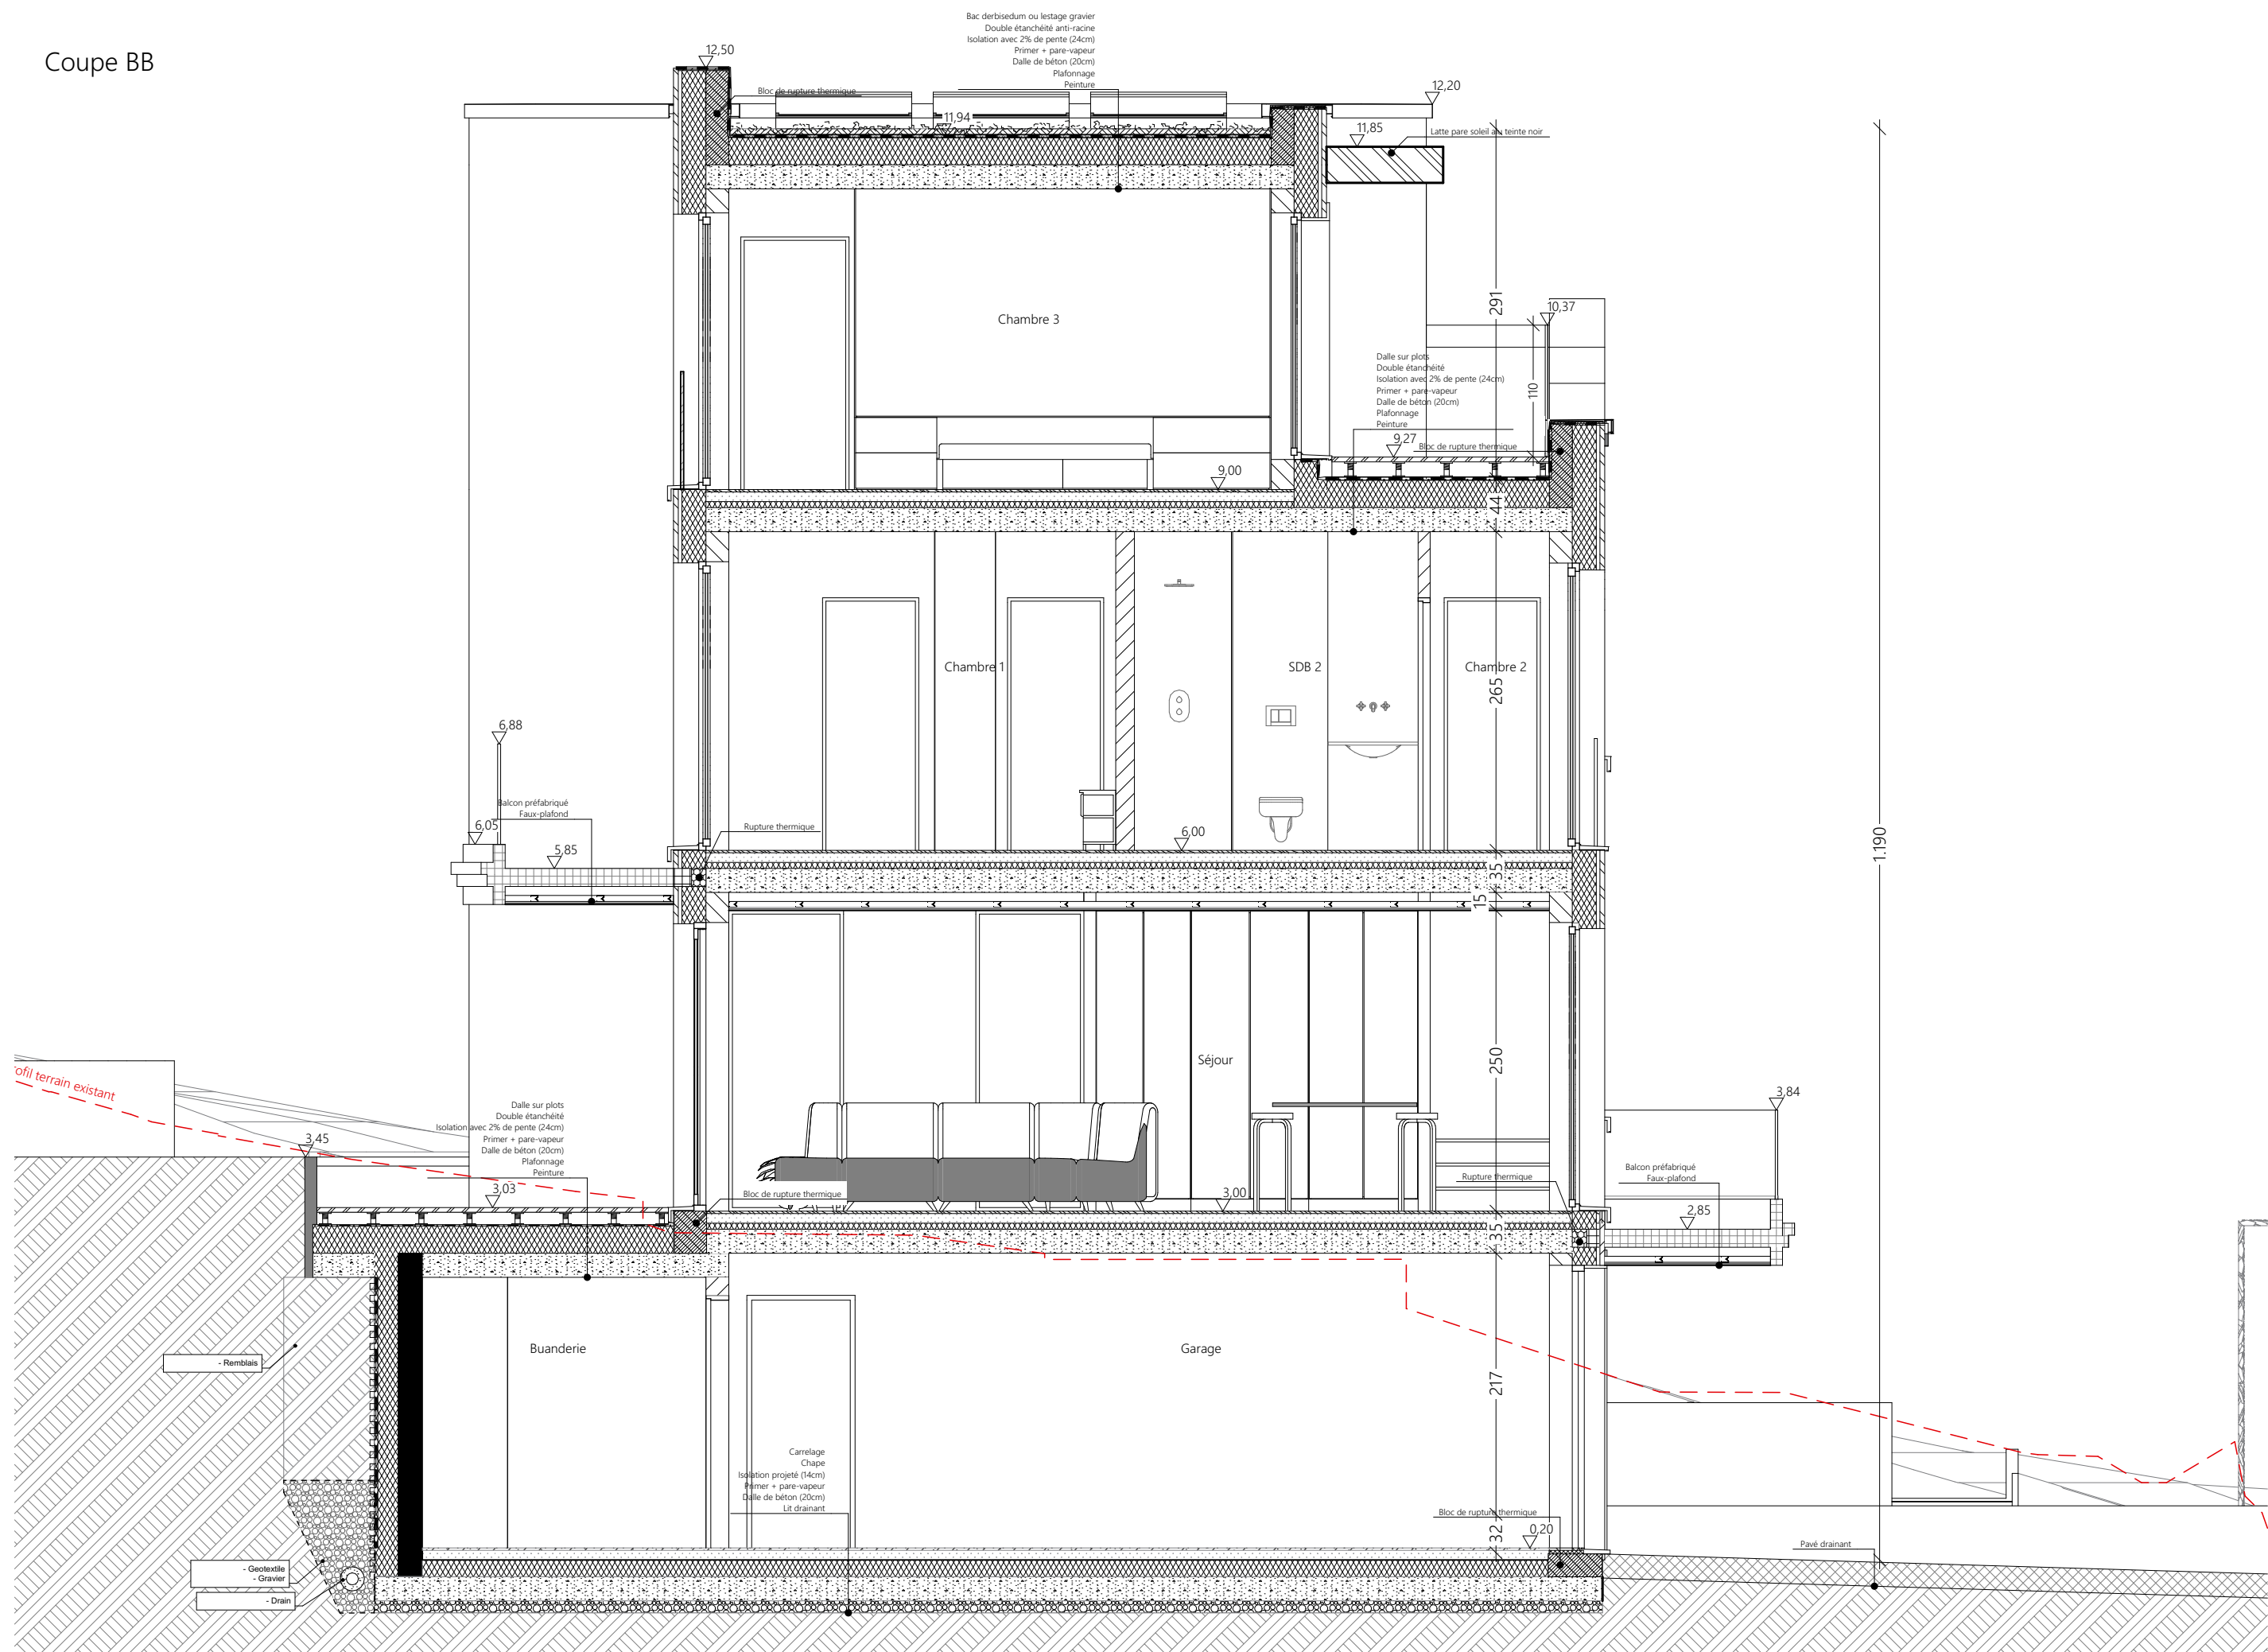 Coupe BB
Bac derbisedum ou lestage gravier
Double étanchéité anti-racine
Isolation avec 2% de pente (24cm)
Primer + pare-vapeur
Dalle de béton (20cm)
Plafonnage
Peinture
12,50
Bloc de rupture thermique
12,20
11,94
11,85
Latte pare soleil alu teinte noir
291
10,37
Chambre 3
Dalle sur plots
Double étanchéité
Isolation avec 2% de pente (24cm)
Primer + pare-vapeur
Dalle de béton (20cm)
Plafonnage
Peinture
110
9,27
Bloc de rupture thermique
9,00
44
Chambre 1
SDB 2
Chambre 2
265
6,88
Balcon préfabriqué
Faux-plafond
6,05
5,85
Rupture thermique
6,00
1.190
35
15
Séjour
250
ofil terrain existant
3,84
Dalle sur plots
Double étanchéité
Isolation avec 2% de pente (24cm)
Primer + pare-vapeur
Dalle de béton (20cm)
Plafonnage
Peinture
3,45
3,03
Bloc de rupture thermique
3,00
Rupture thermique
Balcon préfabriqué
Faux-plafond
2,85
35
Buanderie
Garage
- Remblais
217
Carrelage
Chape
Isolation projeté (14cm)
Primer + pare-vapeur
Dalle de béton (20cm)
Lit drainant
Bloc de rupture thermique
32
0,20
Pavé drainant
- Geotextile
- Gravier
- Drain